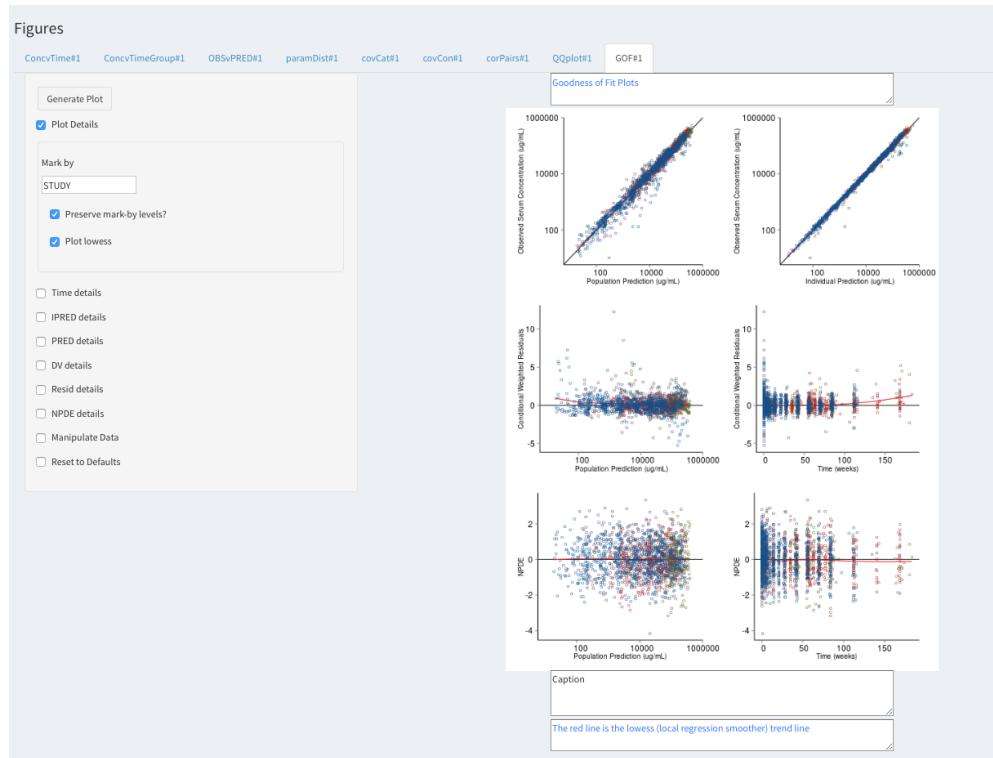 Figures
ConcvTime#1 ConcvTimeGroup#1 OBSvPRED#1 paramDist#1 covCat#1 covCon#1 corPairs#1 QQplot#1 GOF#1
Generate Plot
Plot Details
Mark by
STUDY
Preserve mark-by levels?
Plot lowess
Time details
IPRED details
PRED details
DV details
Resid details
NPDE details
Manipulate Data
Reset to Defaults
Goodness of Fit Plots
Observed Serum Concentration (ug/mL)
1000000
10000
100
100 10000 1000000
Population Prediction (ug/mL)
Observed Serum Concentration (ug/mL)
1000000
10000
100
100 10000 1000000
Individual Prediction (ug/mL)
Conditional Weighted Residuals
10
5
0
-5
100 10000 1000000
Population Prediction (ug/mL)
Conditional Weighted Residuals
10
5
0
-5
0 50 100 150
Time (weeks)
NPDE
2
0
-2
-4
100 10000 1000000
Population Prediction (ug/mL)
NPDE
2
0
-2
-4
0 50 100 150
Time (weeks)
Caption
The red line is the lowess (local regression smoother) trend line